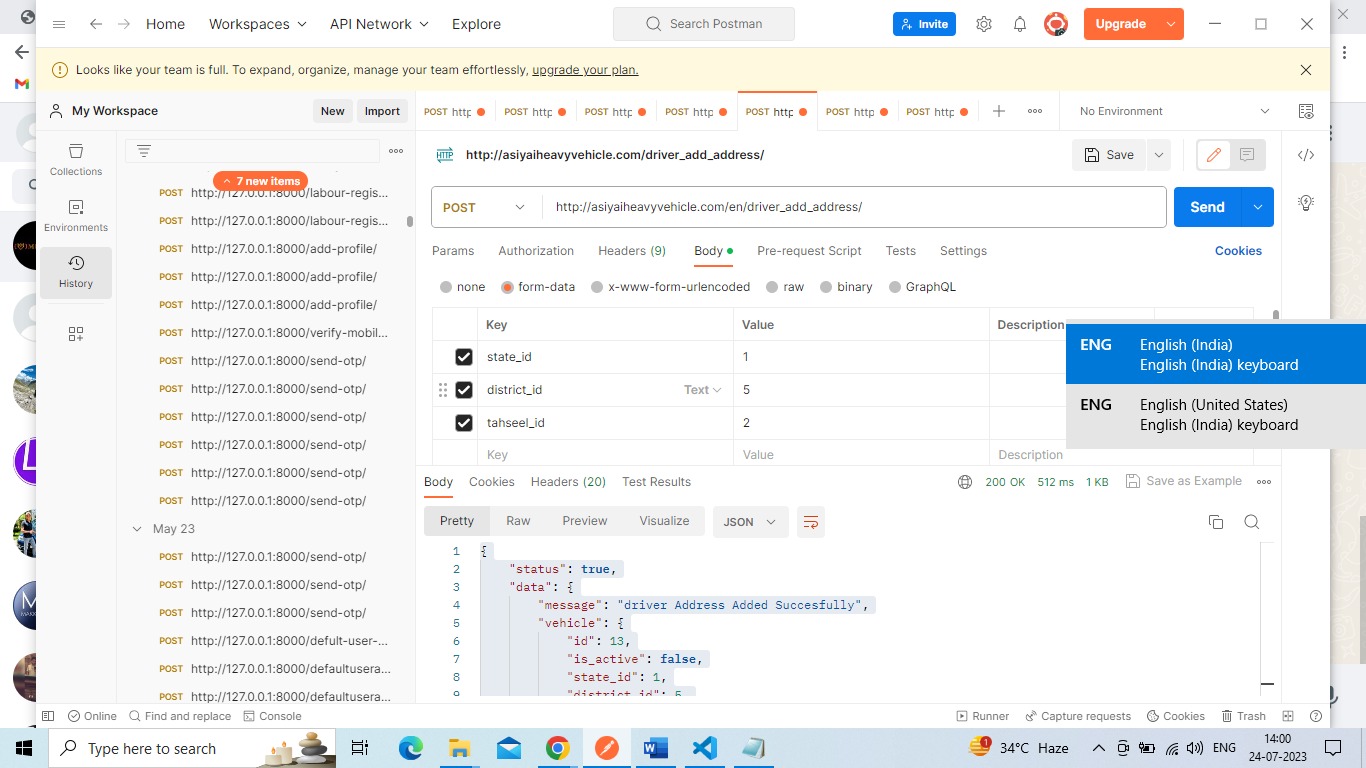 Home Workspaces API Network Explore Search Postman Invite Upgrade
Looks like your team is full. To expand, organize, manage your team effortlessly, upgrade your plan.
My Workspace New Import
POST http POST http POST http POST http POST http POST http POST http No Environment
Collections
Environments
History
7 new items
POST http://127.0.0.1:8000/labour-regis...
POST http://127.0.0.1:8000/labour-regis...
POST http://127.0.0.1:8000/add-profile/
POST http://127.0.0.1:8000/add-profile/
POST http://127.0.0.1:8000/add-profile/
POST http://127.0.0.1:8000/verify-mobil...
POST http://127.0.0.1:8000/send-otp/
POST http://127.0.0.1:8000/send-otp/
POST http://127.0.0.1:8000/send-otp/
POST http://127.0.0.1:8000/send-otp/
POST http://127.0.0.1:8000/send-otp/
POST http://127.0.0.1:8000/send-otp/
May 23
POST http://127.0.0.1:8000/send-otp/
POST http://127.0.0.1:8000/send-otp/
POST http://127.0.0.1:8000/send-otp/
POST http://127.0.0.1:8000/defult-user-...
POST http://127.0.0.1:8000/defaultusera...
POST http://127.0.0.1:8000/defaultusera...
HTTP http://asiyaiheavyvehicle.com/driver_add_address/ Save
POST http://asiyaiheavyvehicle.com/en/driver_add_address/ Send
Params Authorization Headers (9) Body Pre-request Script Tests Settings Cookies
none form-data x-www-form-urlencoded raw binary GraphQL
Key Value Description
state_id 1
district_id Text 5
tahseel_id 2
Key Value Description
ENG English (India)
English (India) keyboard
ENG English (United States)
English (India) keyboard
Body Cookies Headers (20) Test Results 200 OK 512 ms 1 KB Save as Example
Pretty Raw Preview Visualize JSON
1 {
2 "status": true,
3 "data": {
4 "message": "driver Address Added Succesfully",
5 "vehicle": {
6 "id": 13,
7 "is_active": false,
8 "state_id": 1,
9 "district_id": 5,
Online Find and replace Console Runner Capture requests Cookies Trash
Type here to search 1 34°C Haze ENG 14:00
24-07-2023